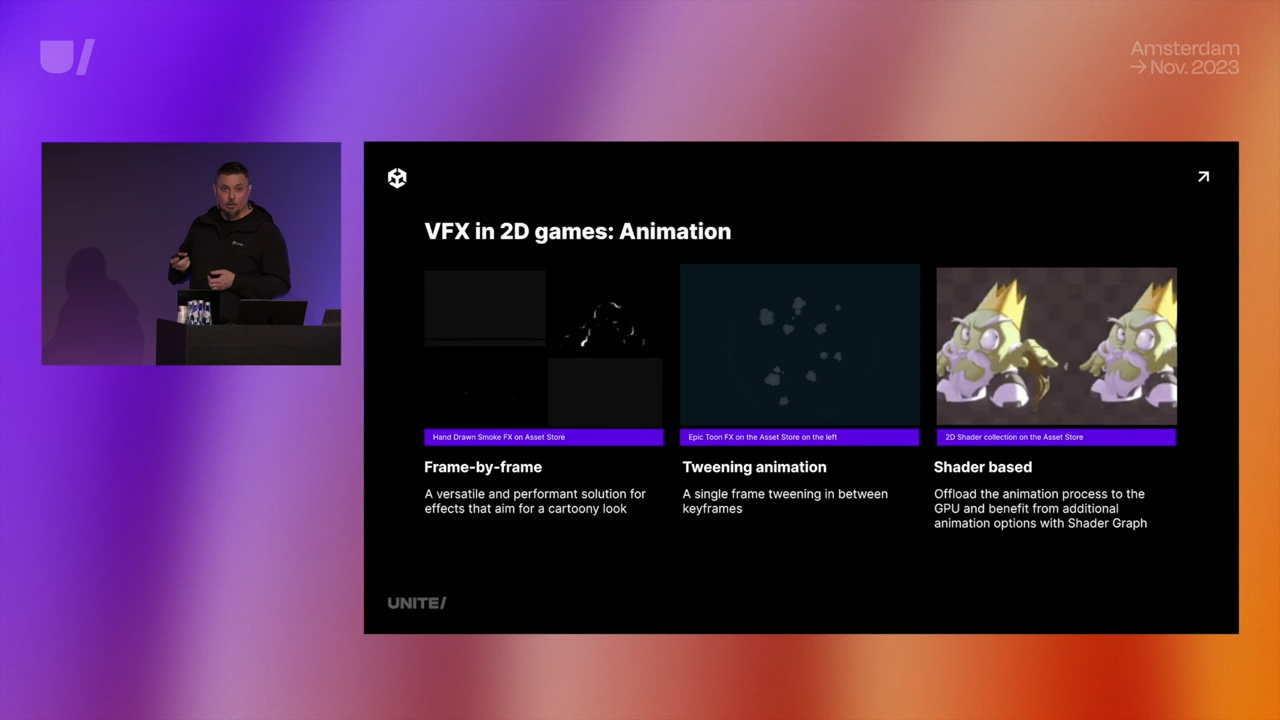 Amsterdam
→ Nov. 2023
VFX in 2D games: Animation
Hand Drawn Smoke FX on Asset Store
Epic Toon FX on the Asset Store on the left
2D Shader collection on the Asset Store
Frame-by-frame
A versatile and performant solution for
effects that aim for a cartoony look
Tweening animation
A single frame tweening in between
keyframes
Shader based
Offload the animation process to the
GPU and benefit from additional
animation options with Shader Graph
UNITE/